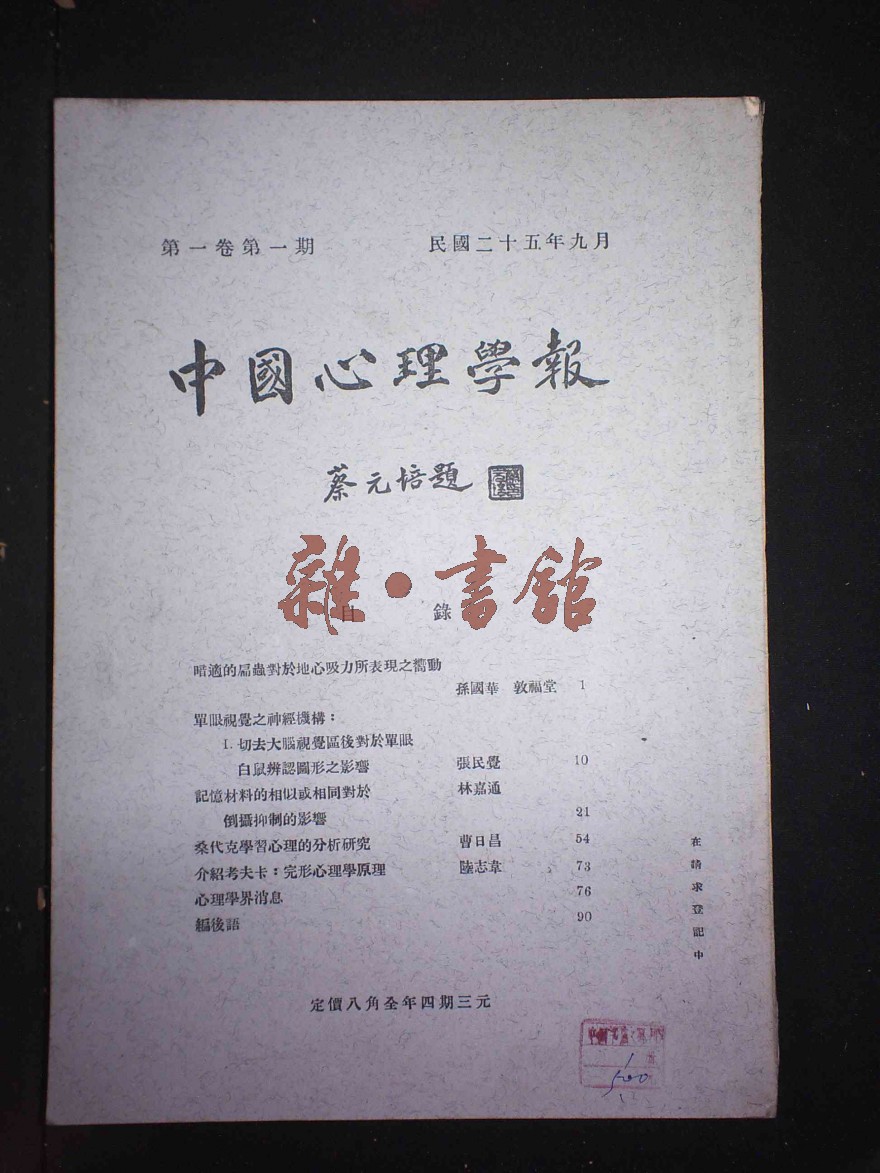 第一卷第一期 民國二十五年九月
中國心理學報
蔡元培題
雜·書館
目 錄
暗適的扁蟲對於地心吸力所表現之嚮動
孫國華 敦福堂 1
單眼視覺之神經機構：
I. 切去大腦視覺區後對於單眼
白鼠辨認圖形之影響 張民覺 10
記憶材料的相似或相同對於 林嘉通
倒攝抑制的影響 21
桑代克學習心理的分析研究 曹日昌 54
介紹考夫卡：完形心理學原理 陸志韋 73
心理學界消息 76
編後語 90
在請求登記中
定價八角全年四期三元